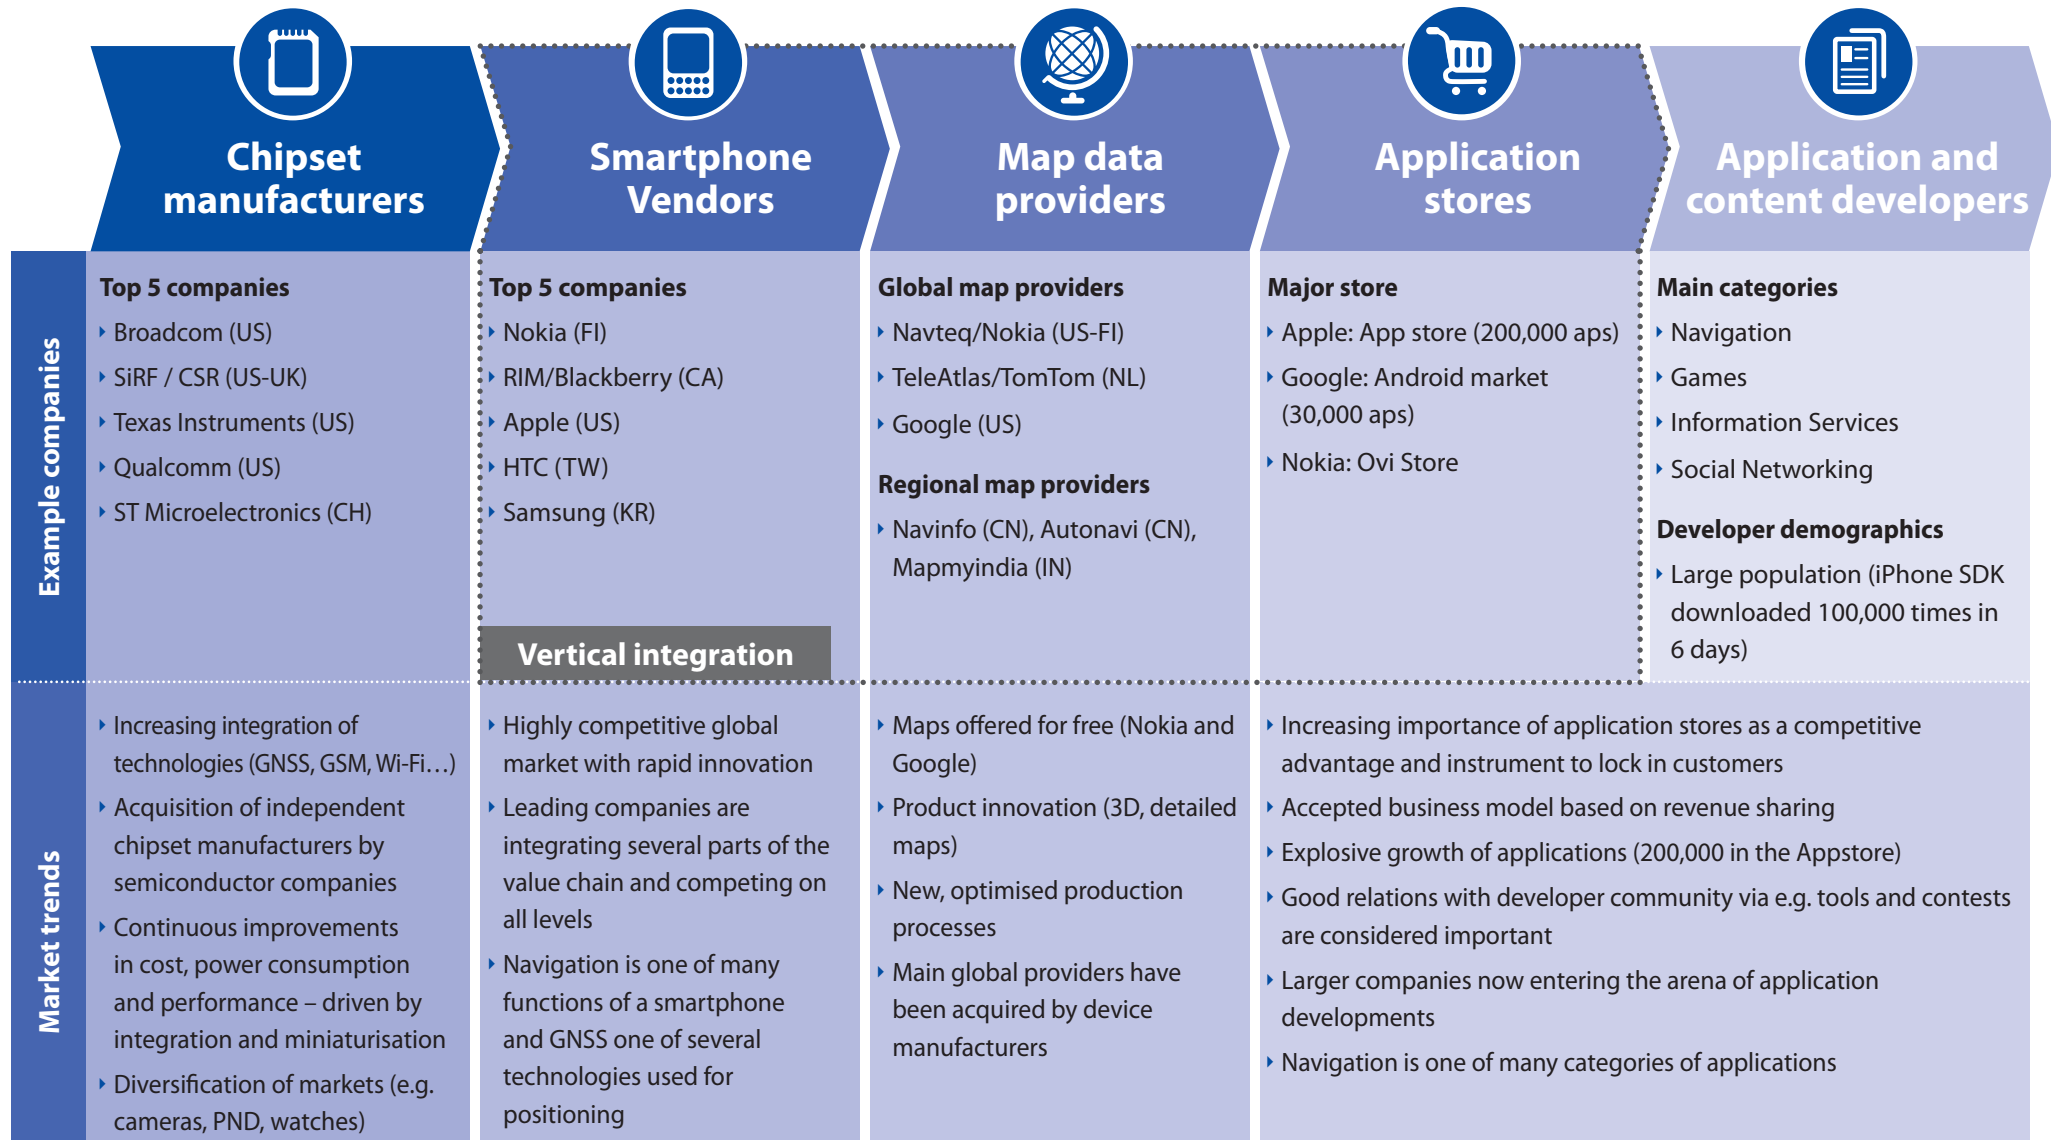 Chipset
manufacturers
Smartphone
Vendors
Map data
providers
Application
stores
Application and
content developers
Example companies
Top 5 companies
Broadcom (US)
SiRF / CSR (US-UK)
Texas Instruments (US)
Qualcomm (US)
ST Microelectronics (CH)
Top 5 companies
Nokia (FI)
RIM/Blackberry (CA)
Apple (US)
HTC (TW)
Samsung (KR)
Vertical integration
Global map providers
Navteq/Nokia (US-FI)
TeleAtlas/TomTom (NL)
Google (US)
Regional map providers
Navinfo (CN), Autonavi (CN),
Mapmyindia (IN)
Major store
Apple: App store (200,000 aps)
Google: Android market
(30,000 aps)
Nokia: Ovi Store
Main categories
Navigation
Games
Information Services
Social Networking
Developer demographics
Large population (iPhone SDK
downloaded 100,000 times in
6 days)
Market trends
Increasing integration of
technologies (GNSS, GSM, Wi-Fi…)
Acquisition of independent
chipset manufacturers by
semiconductor companies
Continuous improvements
in cost, power consumption
and performance – driven by
integration and miniaturisation
Diversification of markets (e.g.
cameras, PND, watches)
Highly competitive global
market with rapid innovation
Leading companies are
integrating several parts of the
value chain and competing on
all levels
Navigation is one of many
functions of a smartphone
and GNSS one of several
technologies used for
positioning
Maps offered for free (Nokia and
Google)
Product innovation (3D, detailed
maps)
New, optimised production
processes
Main global providers have
been acquired by device
manufacturers
Increasing importance of application stores as a competitive
advantage and instrument to lock in customers
Accepted business model based on revenue sharing
Explosive growth of applications (200,000 in the Appstore)
Good relations with developer community via e.g. tools and contests
are considered important
Larger companies now entering the arena of application
developments
Navigation is one of many categories of applications